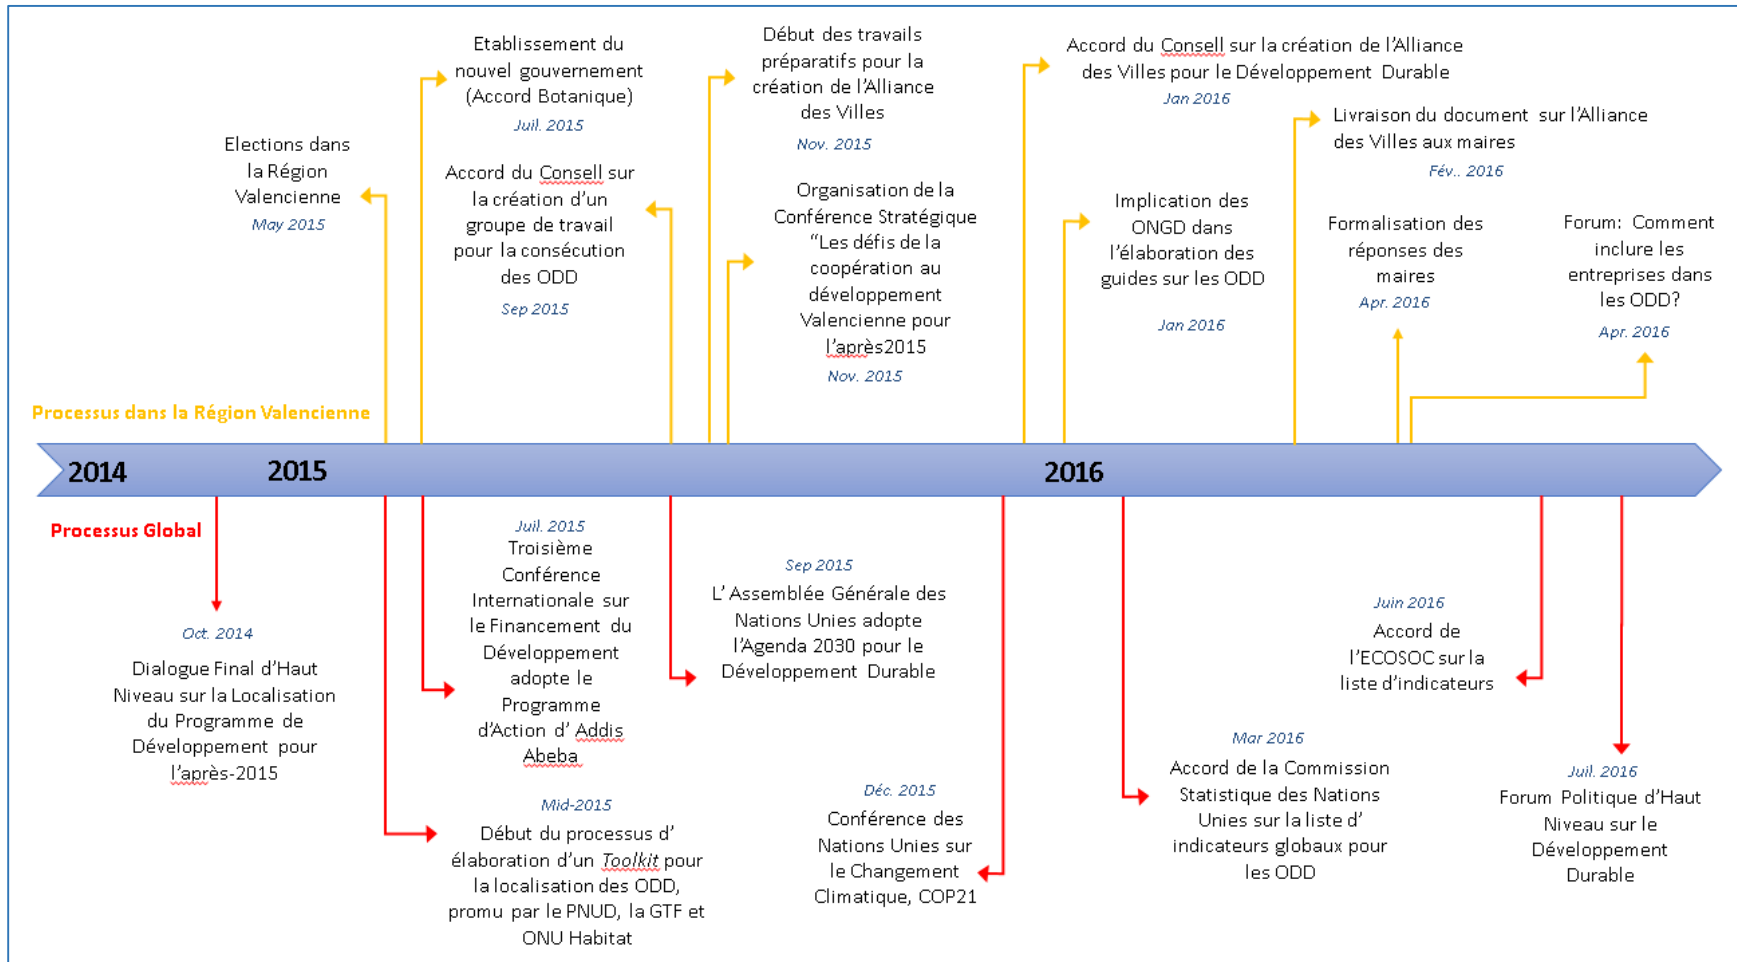 Elections dans
la Région
Valencienne
May 2015
Etablissement du
nouvel gouvernement
(Accord Botanique)
Juil. 2015
Accord du Consell sur
la création d’un
groupe de travail
pour la consécution
des ODD
Sep 2015
Début des travails
préparatifs pour la
création de l’Alliance
des Villes
Nov. 2015
Organisation de la
Conférence Stratégique
“Les défis de la
coopération au
développement
Valencienne pour
l’après2015
Nov. 2015
Accord du Consell sur la création de l’Alliance
des Villes pour le Développement Durable
Jan 2016
Implication des
ONGD dans
l’élaboration des
guides sur les ODD
Jan 2016
Livraison du document sur l’Alliance
des Villes aux maires
Fév.. 2016
Formalisation des
réponses des
maires
Apr. 2016
Forum: Comment
inclure les
entreprises dans
les ODD?
Apr. 2016
Processus dans la Région Valencienne
2014
2015
2016
Processus Global
Oct. 2014
Dialogue Final d’Haut
Niveau sur la Localisation
du Programme de
Développement pour
l’après-2015
Juil. 2015
Troisième
Conférence
Internationale sur
le Financement du
Développement
adopte le
Programme
d’Action d’ Addis
Abeba
Mid-2015
Début du processus d’
élaboration d’un Toolkit pour
la localisation des ODD,
promu par le PNUD, la GTF et
ONU Habitat
Sep 2015
L’ Assemblée Générale des
Nations Unies adopte
l’Agenda 2030 pour le
Développement Durable
Déc. 2015
Conférence des
Nations Unies sur
le Changement
Climatique, COP21
Mar 2016
Accord de la Commission
Statistique des Nations
Unies sur la liste d’
indicateurs globaux pour
les ODD
Juin 2016
Accord de
l’ECOSOC sur la
liste d’indicateurs
Juil. 2016
Forum Politique d’Haut
Niveau sur le
Développement
Durable